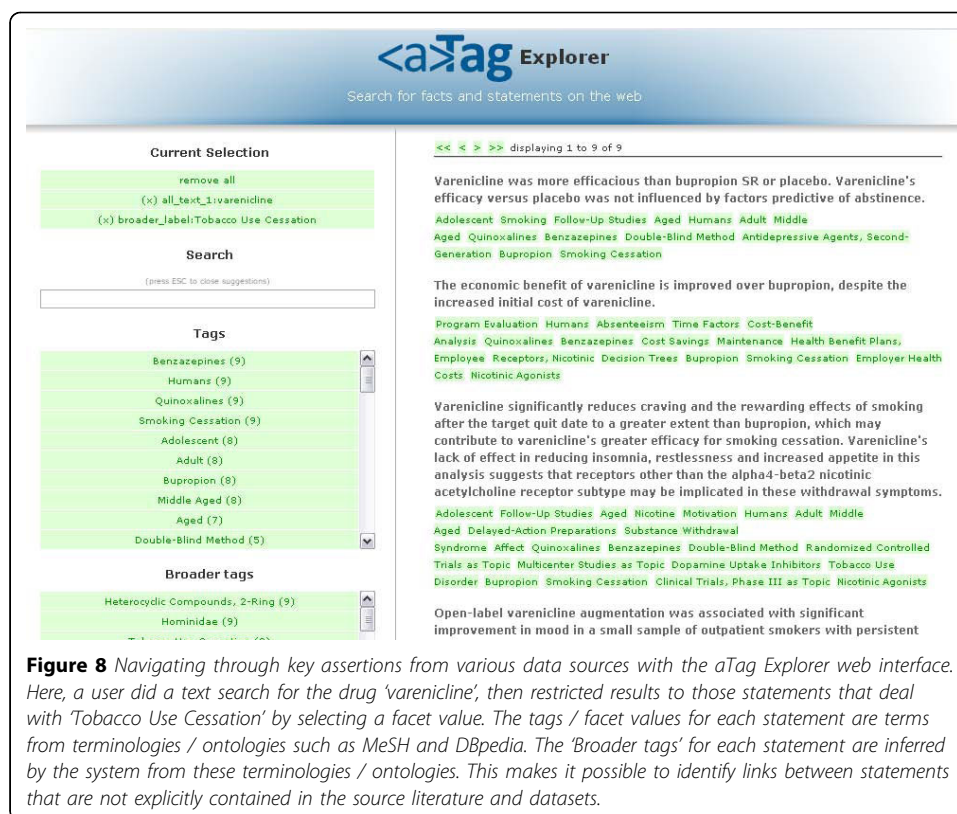 <a>Tag Explorer
Search for facts and statements on the web
Current Selection
remove all
(x) all_text_1:varenicline
(x) broader_label:Tobacco Use Cessation
Search
(press ESC to close suggestions)
Tags
Benzazepines (9)
Humans (9)
Quinoxalines (9)
Smoking Cessation (9)
Adolescent (8)
Adult (8)
Bupropion (8)
Middle Aged (8)
Aged (7)
Double-Blind Method (5)
Broader tags
Heterocyclic Compounds, 2-Ring (9)
Hominidae (9)
<< < > >> displaying 1 to 9 of 9
Varenicline was more efficacious than bupropion SR or placebo. Varenicline's
efficacy versus placebo was not influenced by factors predictive of abstinence.
Adolescent Smoking Follow-Up Studies Aged Humans Adult Middle
Aged Quinoxalines Benzazepines Double-Blind Method Antidepressive Agents, Second-
Generation Bupropion Smoking Cessation
The economic benefit of varenicline is improved over bupropion, despite the
increased initial cost of varenicline.
Program Evaluation Humans Absenteeism Time Factors Cost-Benefit
Analysis Quinoxalines Benzazepines Cost Savings Maintenance Health Benefit Plans,
Employee Receptors, Nicotinic Decision Trees Bupropion Smoking Cessation Employer Health
Costs Nicotinic Agonists
Varenicline significantly reduces craving and the rewarding effects of smoking
after the target quit date to a greater extent than bupropion, which may
contribute to varenicline's greater efficacy for smoking cessation. Varenicline's
lack of effect in reducing insomnia, restlessness and increased appetite in this
analysis suggests that receptors other than the alpha4-beta2 nicotinic
acetylcholine receptor subtype may be implicated in these withdrawal symptoms.
Adolescent Follow-Up Studies Aged Nicotine Motivation Humans Adult Middle
Aged Delayed-Action Preparations Substance Withdrawal
Syndrome Affect Quinoxalines Benzazepines Double-Blind Method Randomized Controlled
Trials as Topic Multicenter Studies as Topic Dopamine Uptake Inhibitors Tobacco Use
Disorder Bupropion Smoking Cessation Clinical Trials, Phase III as Topic Nicotinic Agonists
Open-label varenicline augmentation was associated with significant
improvement in mood in a small sample of outpatient smokers with persistent
Figure 8 Navigating through key assertions from various data sources with the aTag Explorer web interface.
Here, a user did a text search for the drug ‘varenicline’, then restricted results to those statements that deal
with ‘Tobacco Use Cessation’ by selecting a facet value. The tags / facet values for each statement are terms
from terminologies / ontologies such as MeSH and DBpedia. The ‘Broader tags’ for each statement are inferred
by the system from these terminologies / ontologies. This makes it possible to identify links between statements
that are not explicitly contained in the source literature and datasets.